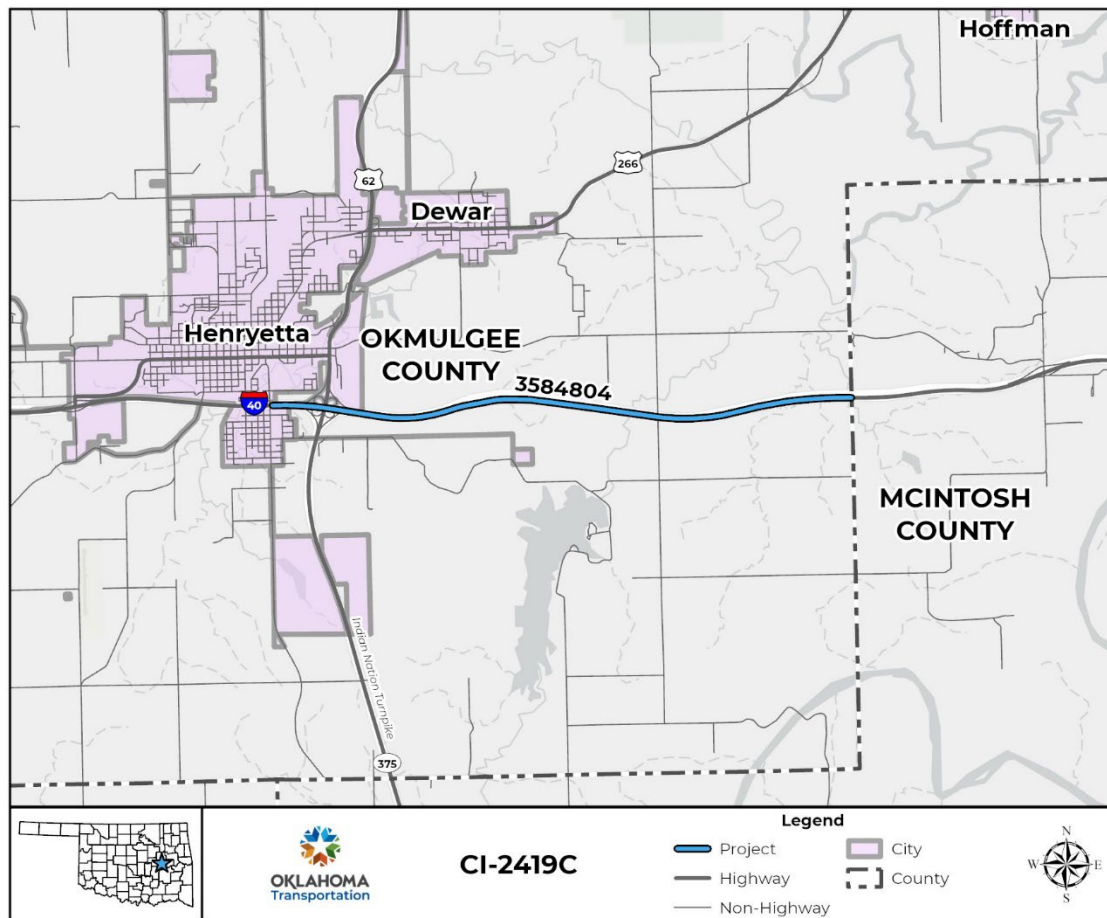 Hoffman
266
62
Dewar
Henryetta
OKMULGEE
COUNTY
3584804
40
MCINTOSH
COUNTY
Indian Nation Turnpike
375
OKLAHOMA
Transportation
CI-2419C
Legend
Project
City
Highway
County
Non-Highway
N
W
E
S